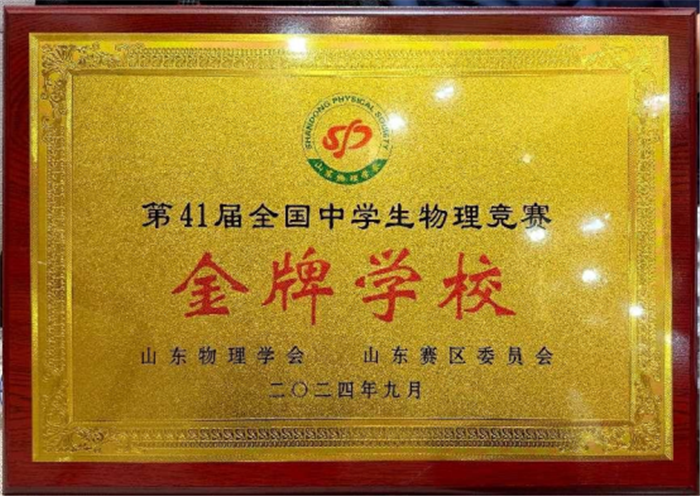 SHANDONG PHYSICAL SOCIETY
山东物理学会
第41届全国中学生物理竞赛
金牌学校
山东物理学会 山东赛区委员会
二〇二四年九月